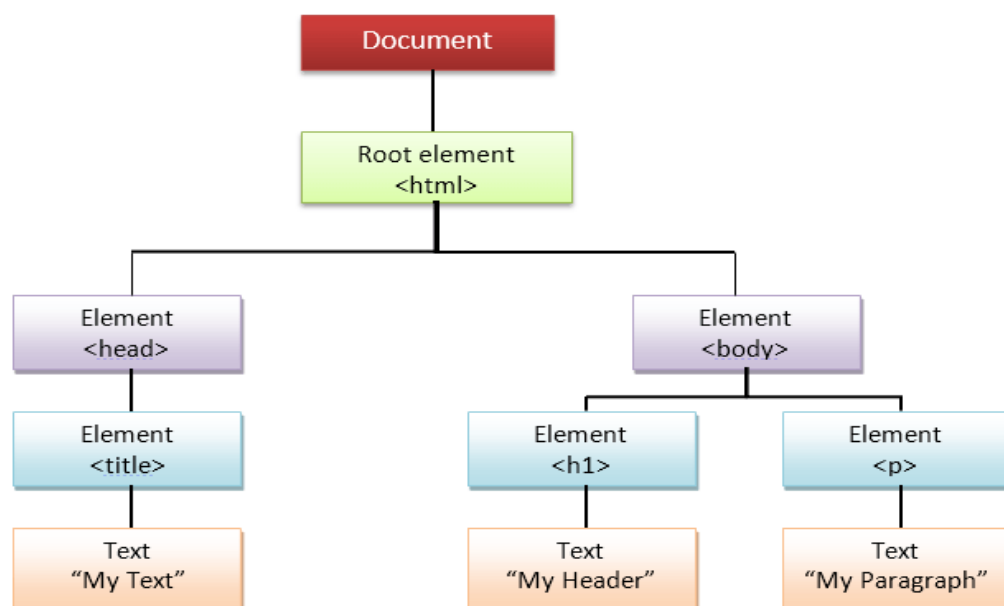 Document
Root element
<html>
Element
<head>
Element
<body>
Element
<title>
Element
<h1>
Element
<p>
Text
“My Text”
Text
“My Header”
Text
“My Paragraph”